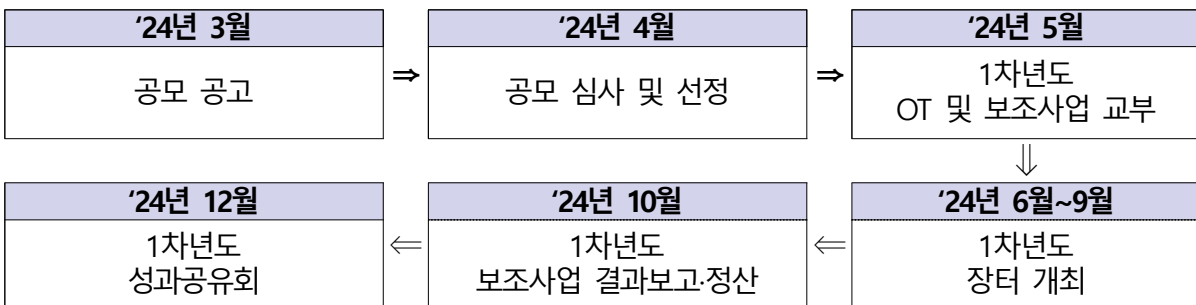 ‘24년 3월
공모 공고
⇒
‘24년 4월
공모 심사 및 선정
⇒
‘24년 5월
1차년도
OT 및 보조사업 교부
⇓
‘24년 6월~9월
1차년도
장터 개최
⇐
‘24년 10월
1차년도
보조사업 결과보고·정산
⇐
‘24년 12월
1차년도
성과공유회